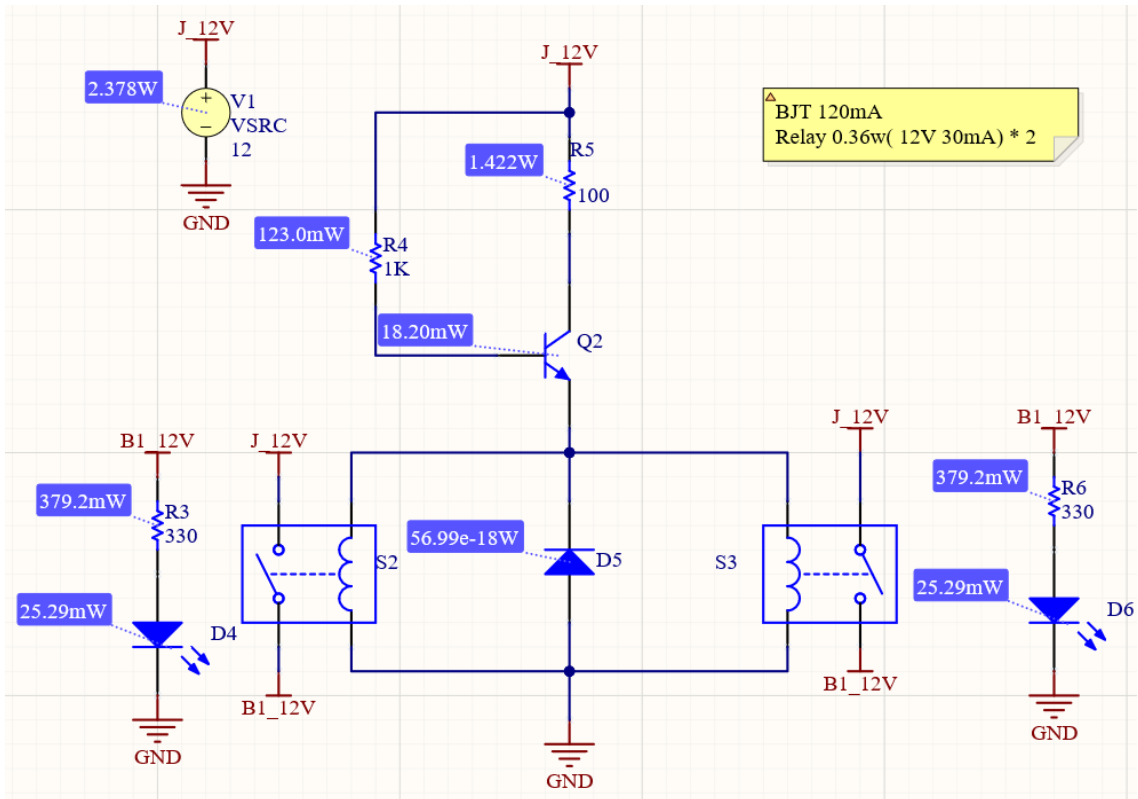 J_12V
2.378W
V1
VSRC
12
GND
J_12V
R5
1.422W
100
BJT 120mA
Relay 0.36w( 12V 30mA) * 2
123.0mW
R4
1K
18.20mW
Q2
B1_12V
379.2mW
R3
330
25.29mW
D4
GND
J_12V
S2
B1_12V
56.99e-18W
D5
GND
J_12V
S3
B1_12V
B1_12V
379.2mW
R6
330
25.29mW
D6
GND